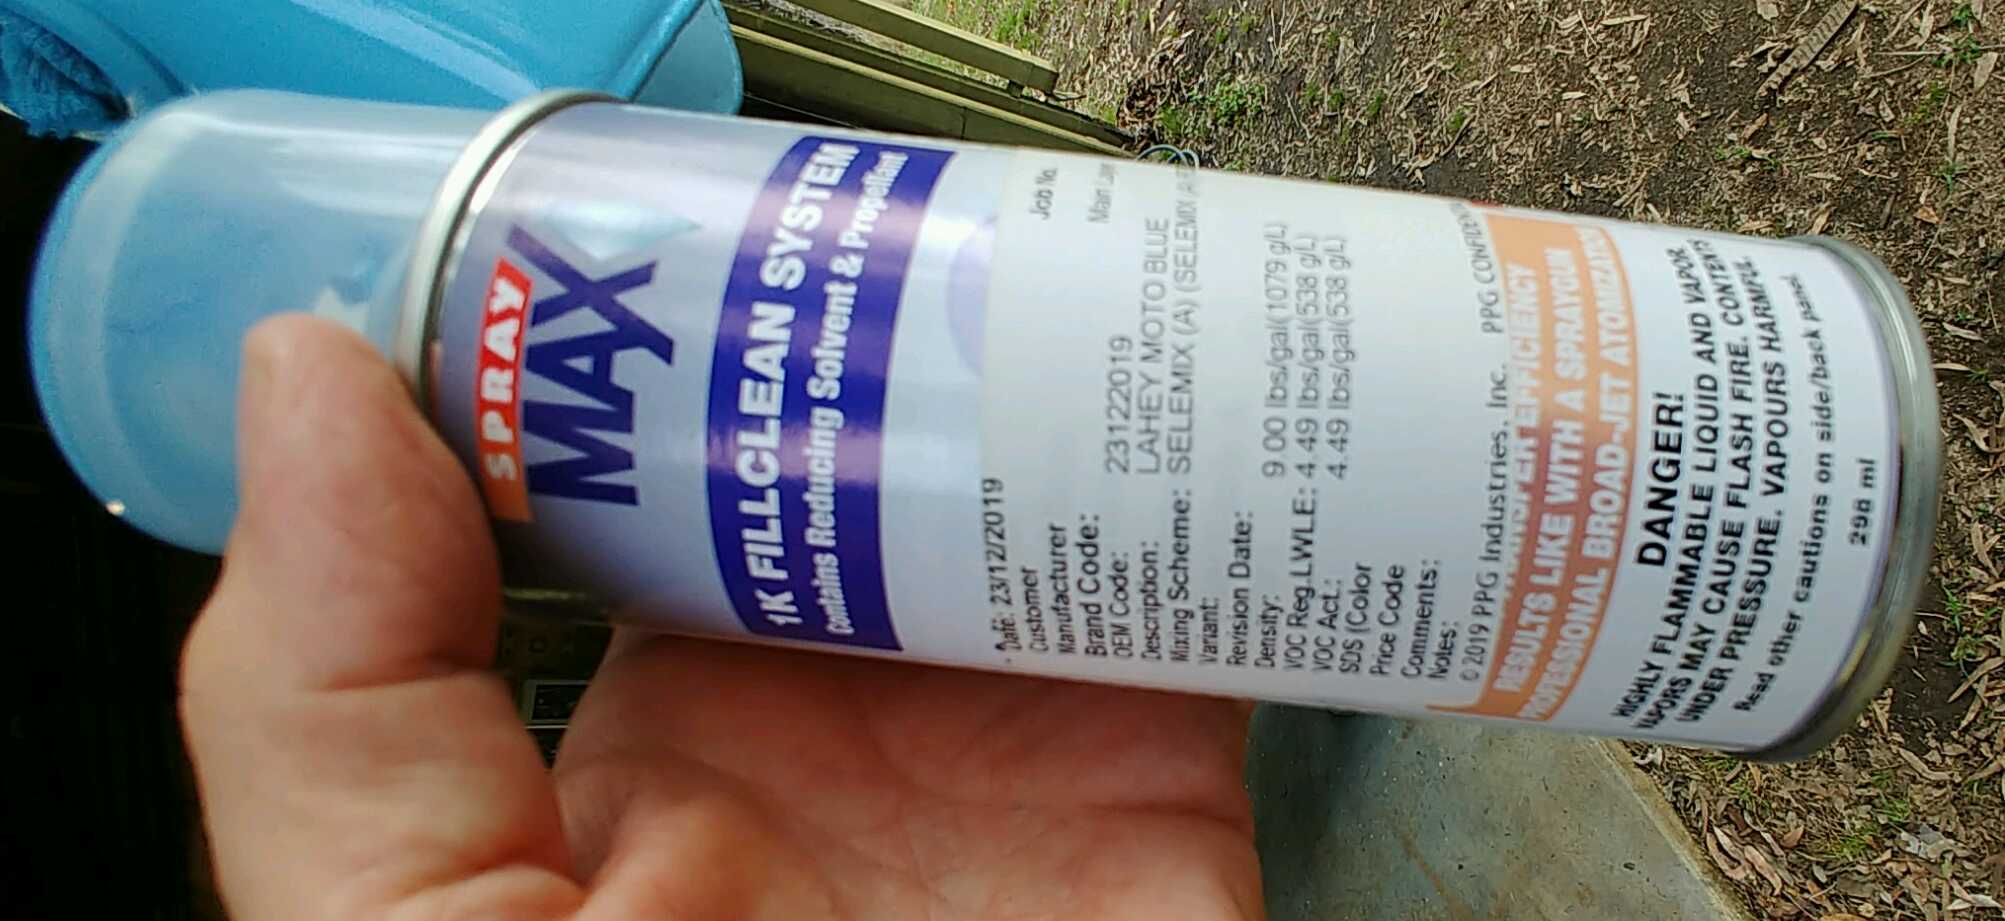 SPRAY
MAX
1K FILLCLEAN SYSTEM
Contains Reducing Solvent & Propellant
Date: 23/12/2019 Job No.
Customer
Manufacturer
Brand Code:
OEM Code: 23122019
Description: LAHEY MOTO BLUE
Mixing Scheme: SELEMIX (A) (SELEMIX
Variant:
Revision Date:
Density: 9.00 lbs/gal(1079 g/L)
VOC Reg.LWLE: 4.49 lbs/gal(538 g/L)
VOC Act.: 4.49 lbs/gal(538 g/L)
SDS (Color
Price Code
Comments:
Notes:
©2019 PPG Industries, Inc. PPG CONFIDEN
EFFICIENCY
RESULTS LIKE WITH A SPRAYGUN
PROFESSIONAL BROAD-JET ATOMIZATION
DANGER!
HIGHLY FLAMMABLE LIQUID AND VAPOR.
VAPORS MAY CAUSE FLASH FIRE. CONTENTS
UNDER PRESSURE. VAPOURS HARMFUL.
Read other cautions on side/back panel.
298 ml